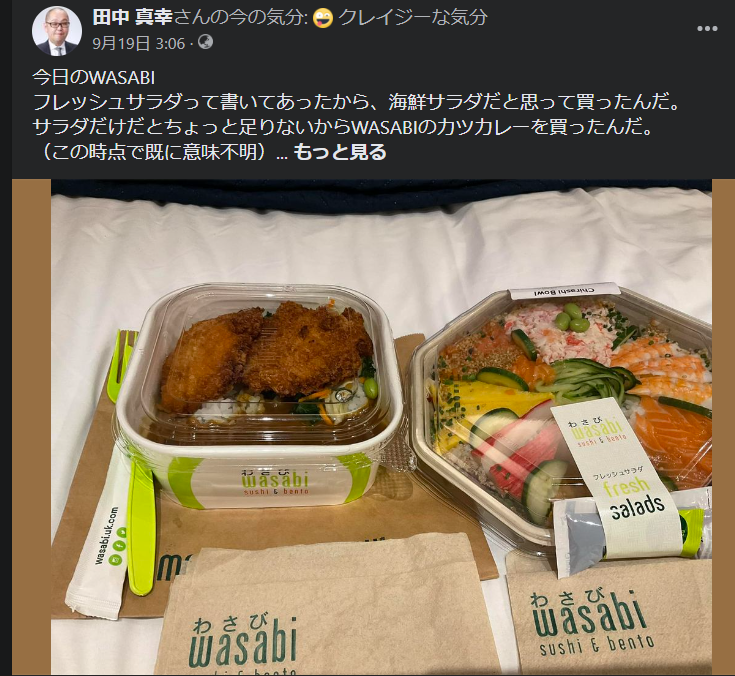 田中 真幸さんの今の気分: クレイジーな気分
9月19日 3:06
今日のWASABI
フレッシュサラダって書いてあったから、海鮮サラダだと思って買ったんだ。
サラダだけだとちょっと足りないからWASABIのカツカレーを買ったんだ。
（この時点で既に意味不明）... もっと見る
Chirashi Bowl
わさび
wasabi
sushi & bento
わさび
wasabi
sushi & bento
フレッシュサラダ
fresh
salads
wasabi.uk.com
わさび
wasabi
sushi & bento
わさび
wasabi
sushi & bento